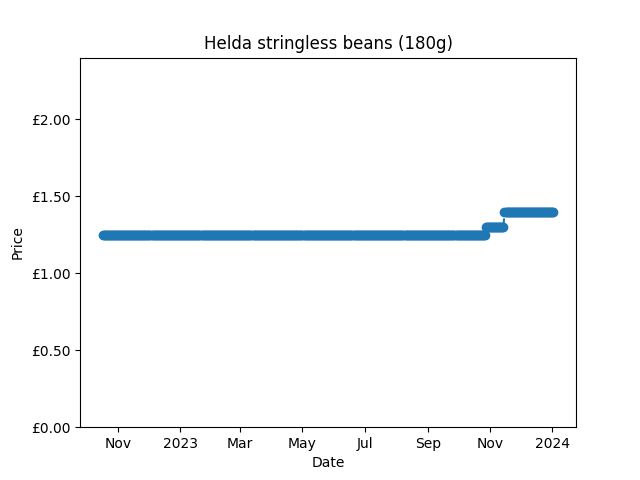 Helda stringless beans (180g)
£2.00
£1.50
£1.00
£0.50
£0.00
Price
Nov 2023 Mar May Jul Sep Nov 2024
Date